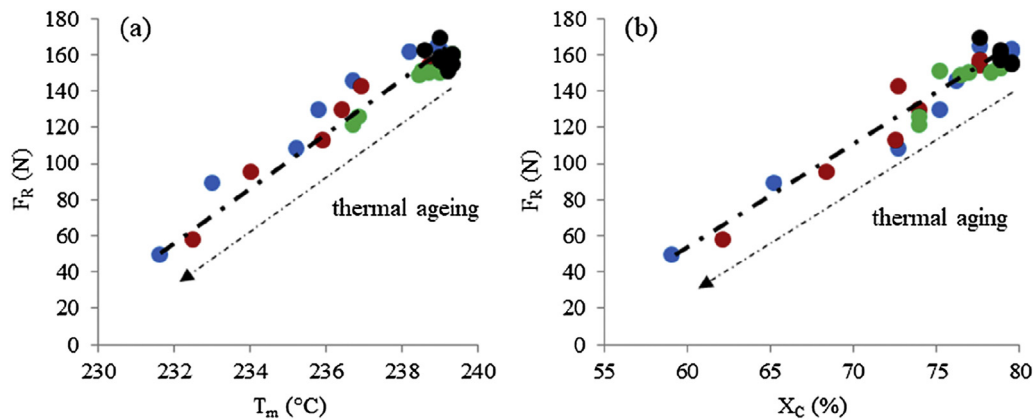 (a)
180
160
140
120
100
80
60
40
20
0
F_R (N)
thermal ageing
230 232 234 236 238 240
T_m (°C)
(b)
180
160
140
120
100
80
60
40
20
0
F_R (N)
thermal aging
55 60 65 70 75 80
X_C (%)